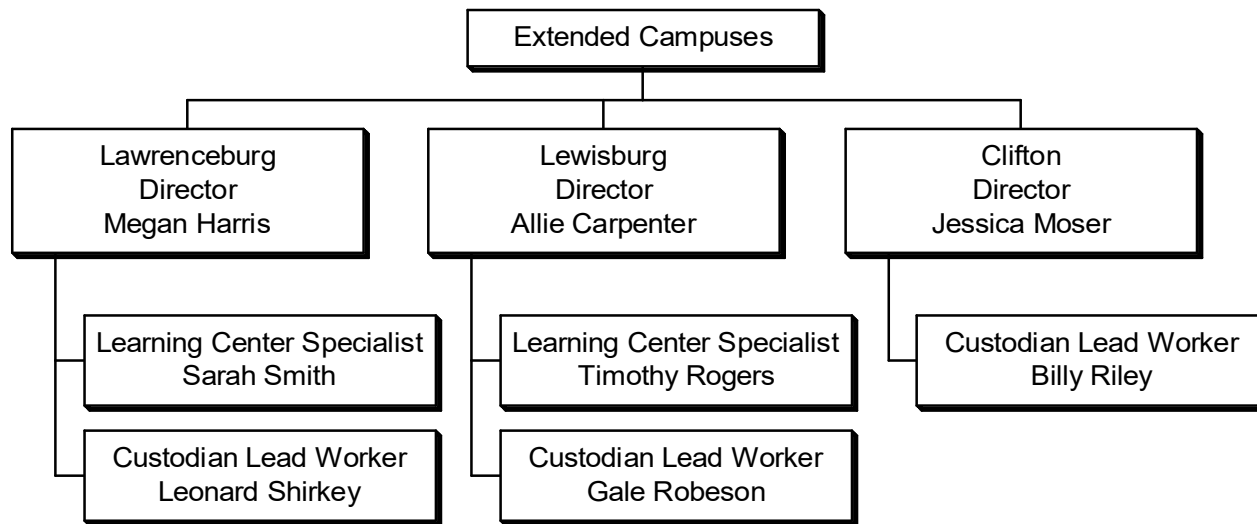 Extended Campuses
Lawrenceburg
Director
Megan Harris
Lewisburg
Director
Allie Carpenter
Clifton
Director
Jessica Moser
Learning Center Specialist
Sarah Smith
Learning Center Specialist
Timothy Rogers
Custodian Lead Worker
Billy Riley
Custodian Lead Worker
Leonard Shirkey
Custodian Lead Worker
Gale Robeson